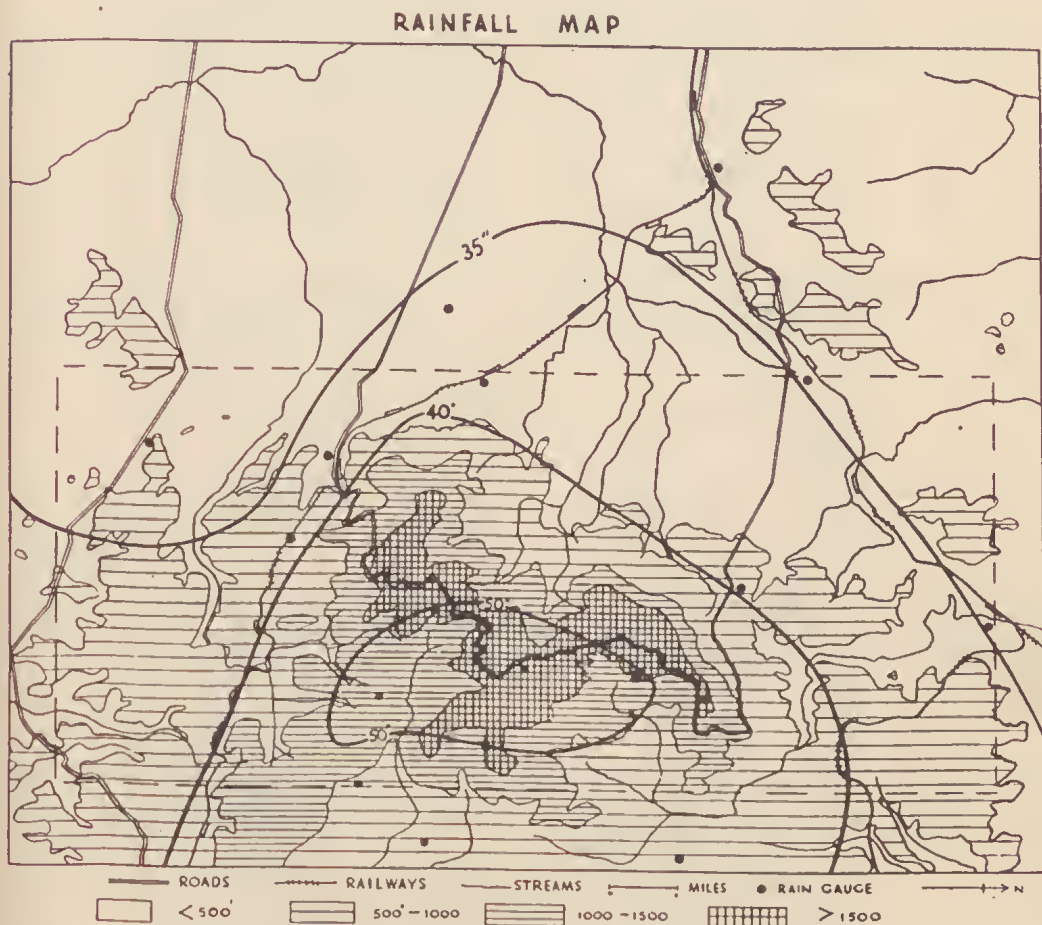 RAINFALL MAP
35"
40"
50"
50"
ROADS RAILWAYS STREAMS MILES RAIN GAUGE N
<500' 500'-1000 1000-1500 >1500